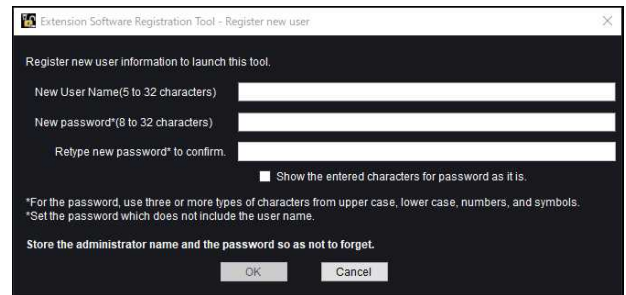 Extension Software Registration Tool - Register new user
Register new user information to launch this tool.
New User Name(5 to 32 characters)
New password*(8 to 32 characters)
Retype new password* to confirm.
Show the entered characters for password as it is.
*For the password, use three or more types of characters from upper case, lower case, numbers, and symbols.
*Set the password which does not include the user name.
Store the administrator name and the password so as not to forget.
OK Cancel